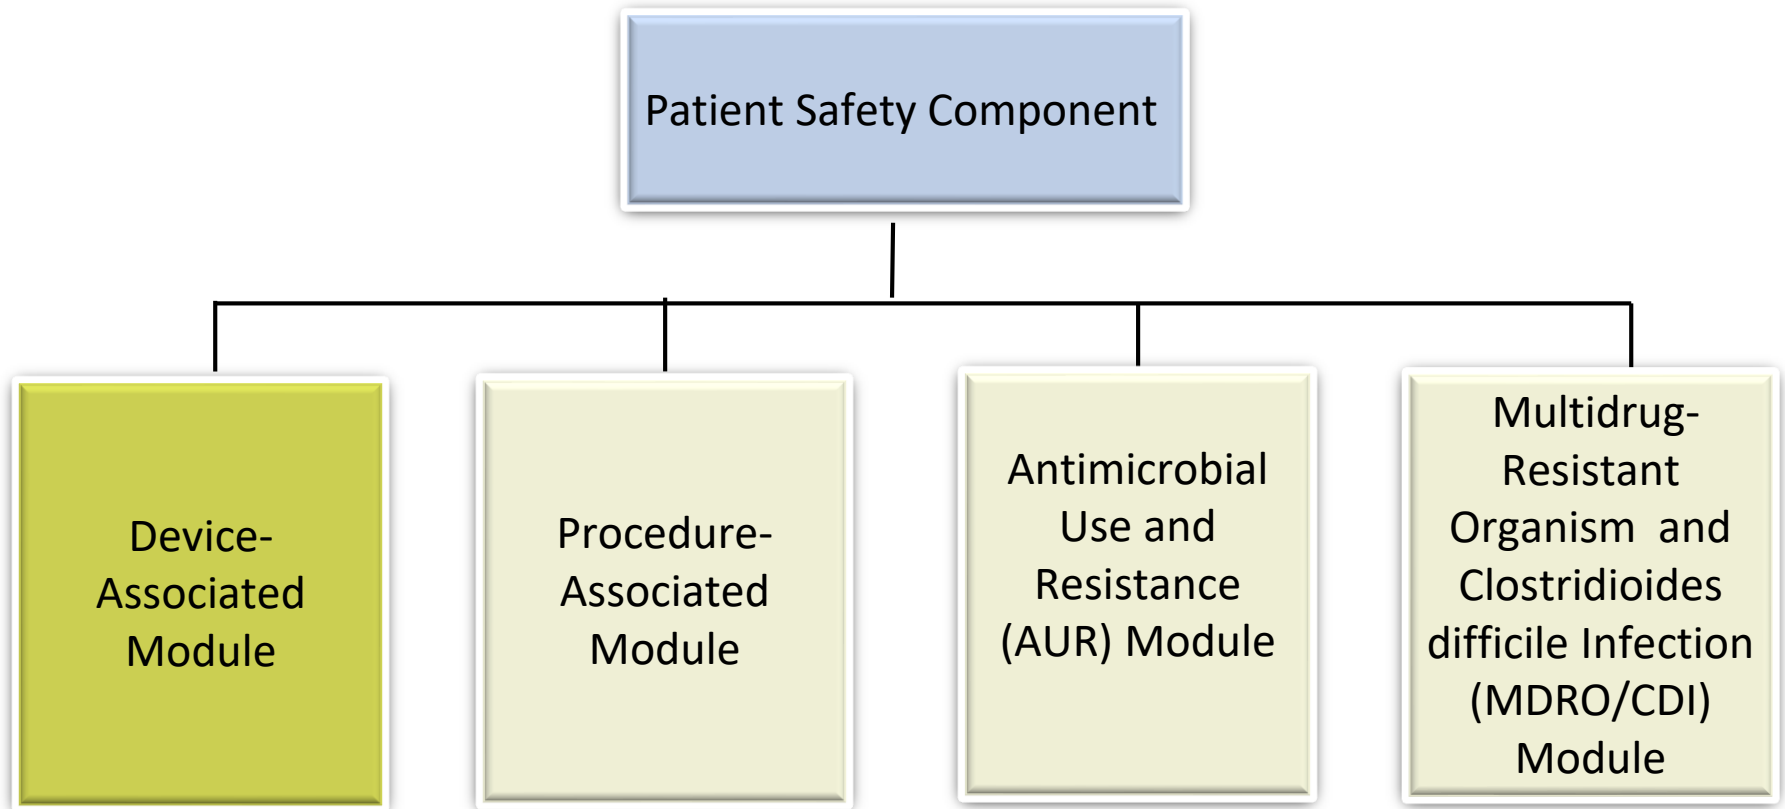 Patient Safety Component
Device-
Associated
Module
Procedure-
Associated
Module
Antimicrobial
Use and
Resistance
(AUR) Module
Multidrug-
Resistant
Organism  and
Clostridioides
difficile Infection
(MDRO/CDI)
Module